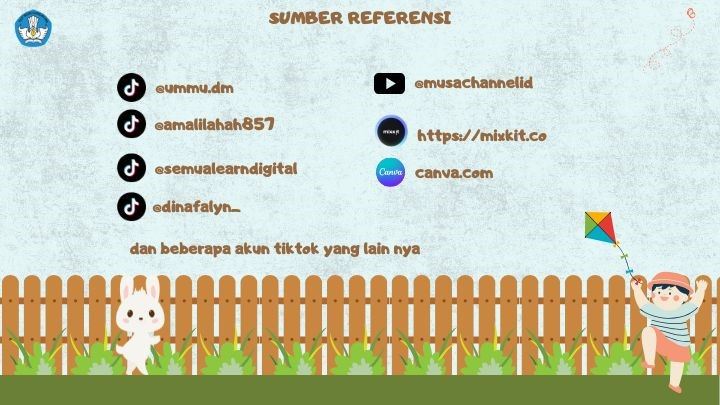 SUMBER REFERENSI
@ummu.dm
@amalilahah857
@semualearndigital
@dinafalyn_
@musachannelid
mixkit
https://mixkit.co
Canva
canva.com
dan beberapa akun tiktok yang lain nya